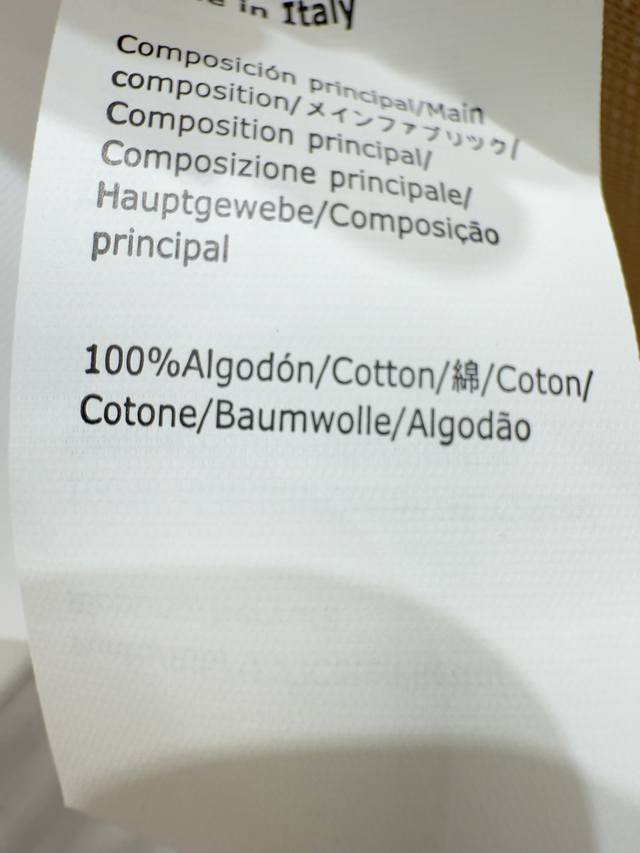 in Italy
Composición principal/Main
composition/メインファブリック/
Composition principal/
Composizione principale/
Hauptgewebe/Composição
principal
100%Algodón/Cotton/綿/Coton/
Cotone/Baumwolle/Algodão